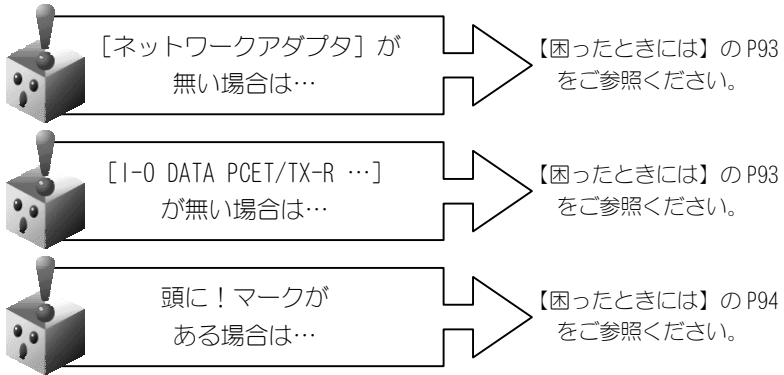 ［ネットワークアダプタ］が
無い場合は…
【困ったときには】の P93
をご参照ください。
［I-O DATA PCET/TX-R …］
が無い場合は…
【困ったときには】の P93
をご参照ください。
頭に！マークが
ある場合は…
【困ったときには】の P94
をご参照ください。